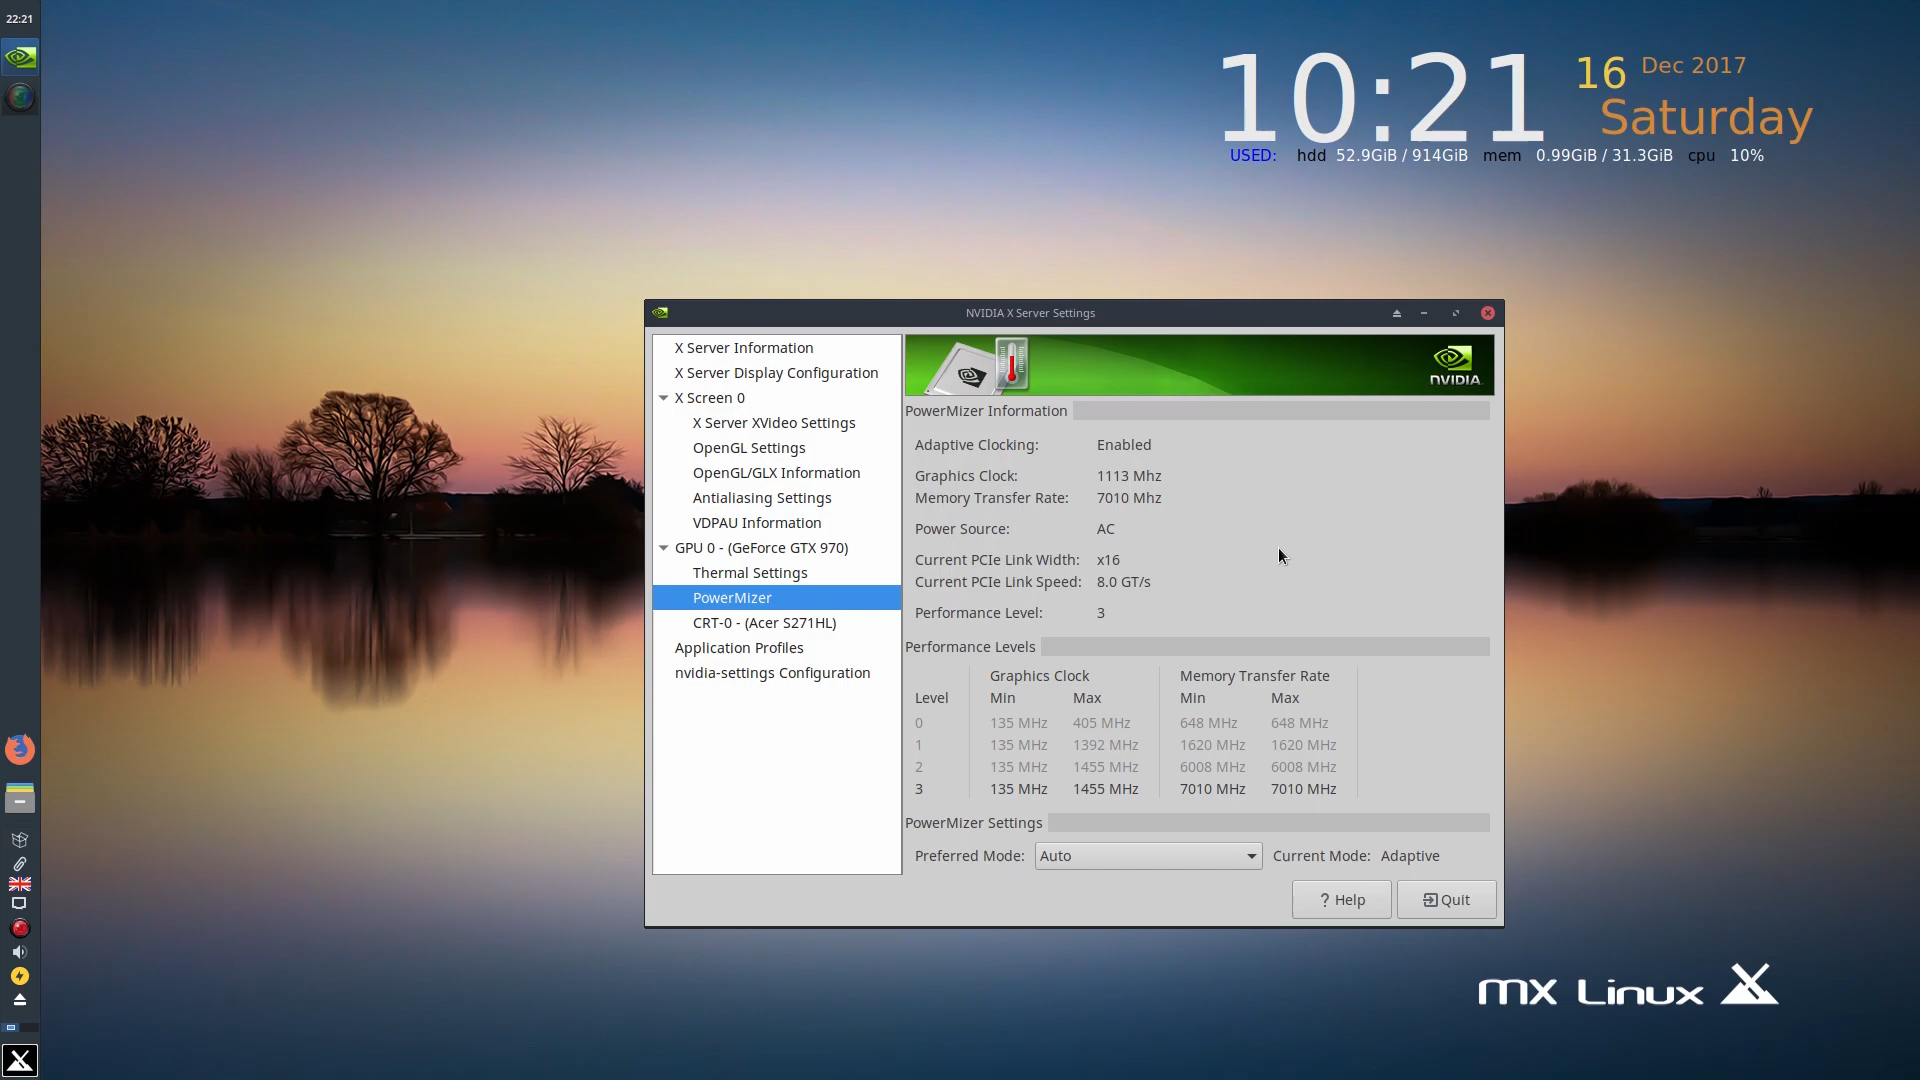 22:21
10:21
16 Dec 2017
Saturday
USED: hdd 52.9GiB / 914GiB mem 0.99GiB / 31.3GiB cpu 10%
NVIDIA X Server Settings
X Server Information
X Server Display Configuration
X Screen 0
X Server XVideo Settings
OpenGL Settings
OpenGL/GLX Information
Antialiasing Settings
VDPAU Information
GPU 0 - (GeForce GTX 970)
Thermal Settings
PowerMizer
CRT-0 - (Acer S271HL)
Application Profiles
nvidia-settings Configuration
NVIDIA.
PowerMizer Information
Adaptive Clocking: Enabled
Graphics Clock: 1113 Mhz
Memory Transfer Rate: 7010 Mhz
Power Source: AC
Current PCIe Link Width: x16
Current PCIe Link Speed: 8.0 GT/s
Performance Level: 3
Performance Levels
Graphics Clock Memory Transfer Rate
Level Min Max Min Max
0 135 MHz 405 MHz 648 MHz 648 MHz
1 135 MHz 1392 MHz 1620 MHz 1620 MHz
2 135 MHz 1455 MHz 6008 MHz 6008 MHz
3 135 MHz 1455 MHz 7010 MHz 7010 MHz
PowerMizer Settings
Preferred Mode: Auto Current Mode: Adaptive
? Help Quit
mx Linux